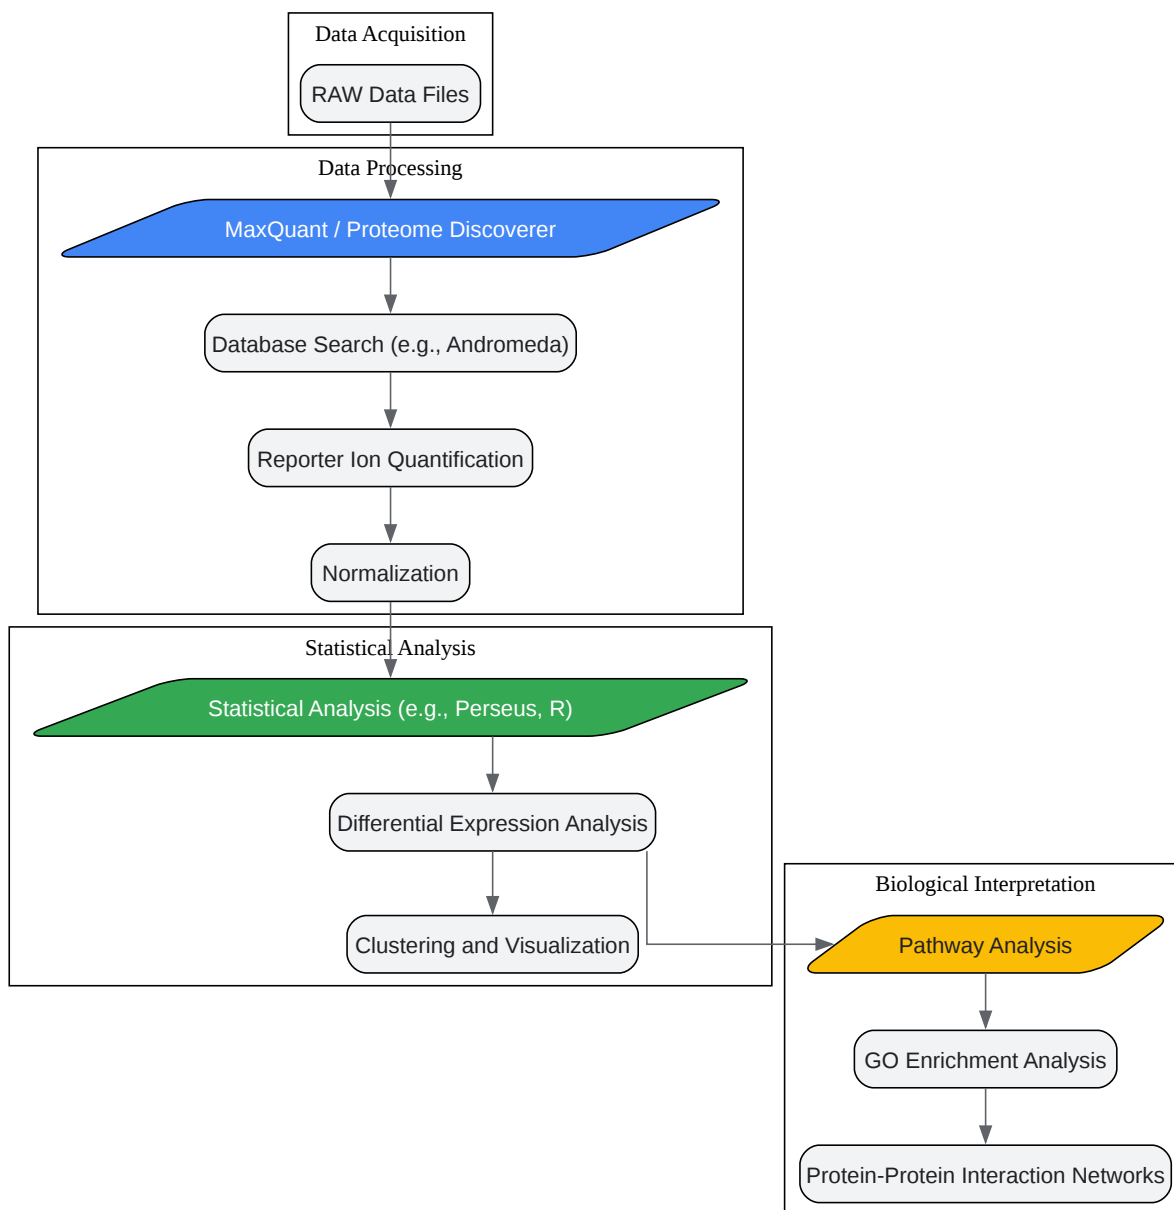 Data Acquisition
RAW Data Files
Data Processing
MaxQuant / Proteome Discoverer
Database Search (e.g., Andromeda)
Reporter Ion Quantification
Normalization
Statistical Analysis
Statistical Analysis (e.g., Perseus, R)
Differential Expression Analysis
Clustering and Visualization
Biological Interpretation
Pathway Analysis
GO Enrichment Analysis
Protein-Protein Interaction Networks